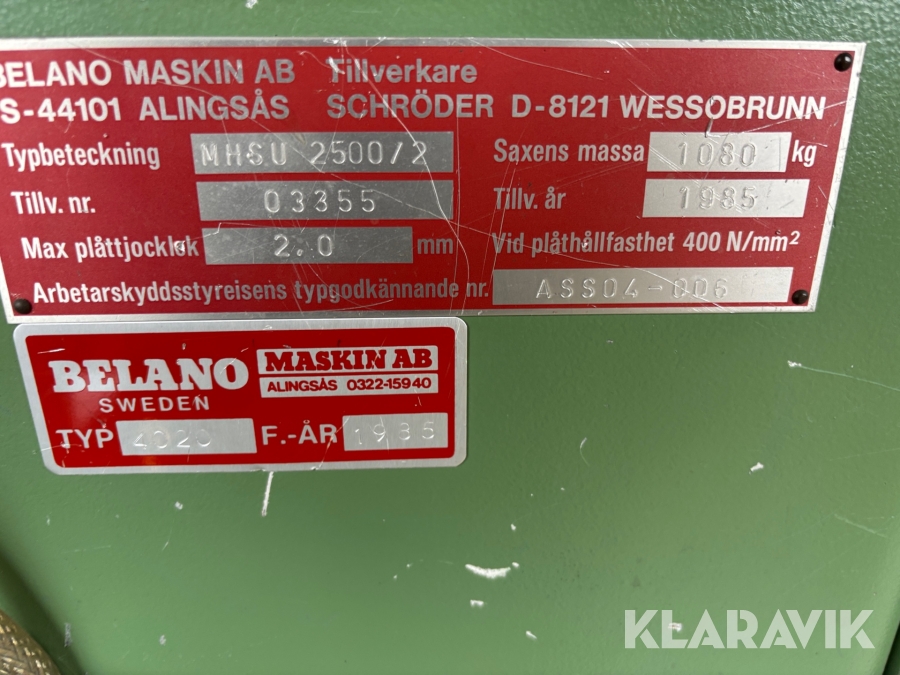 BELANO MASKIN AB Tillverkare
S-44101 ALINGSÅS SCHRÖDER D-8121 WESSOBRUNN
Typbeteckning MHSU 2500/2 Saxens massa 1080 kg
Tillv. nr. 03355 Tillv. år 1985
Max plåttjocklek 2.0 mm Vid plåthållfasthet 400 N/mm²
Arbetarskyddsstyreisens typgodkännande nr. ASS04-006
BELANO MASKIN AB
SWEDEN ALINGSÅS 0322-15940
TYP 4020 F.-ÅR 1985
KLARAVIK